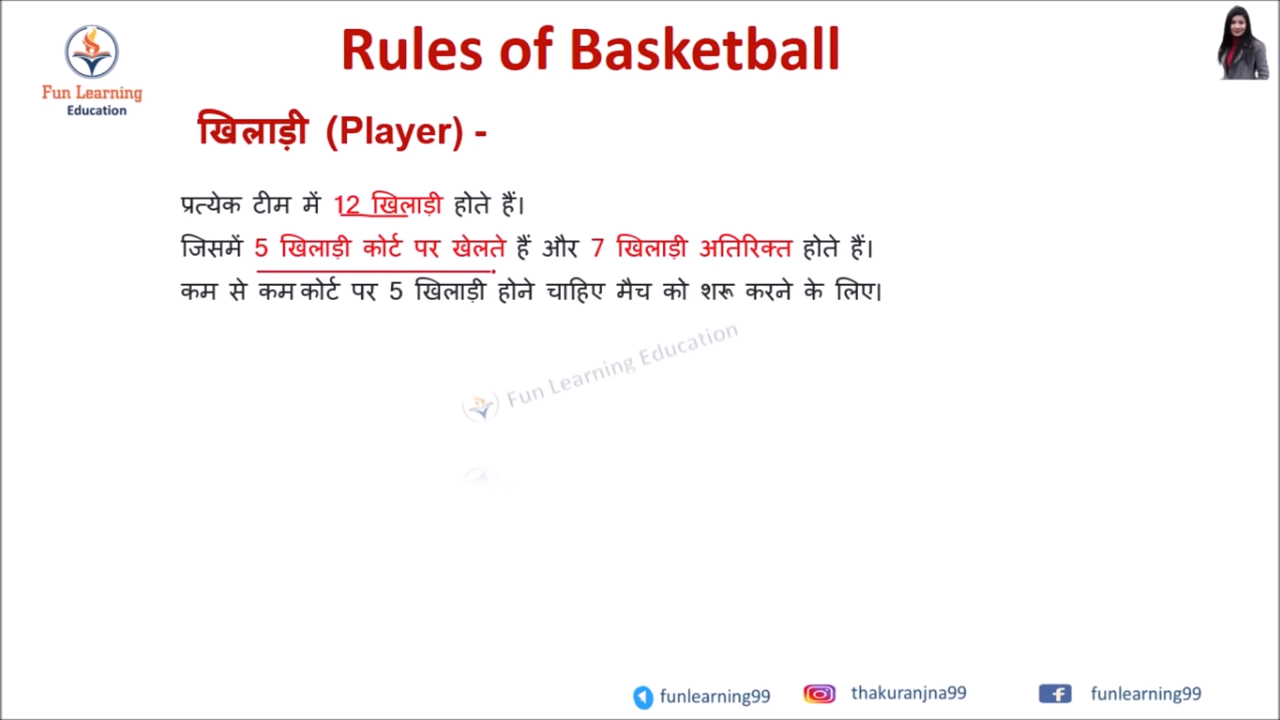 Rules of Basketball
Fun Learning
Education
खिलाड़ी (Player) -
प्रत्येक टीम में 12 खिलाड़ी होते हैं।
जिसमें 5 खिलाड़ी कोर्ट पर खेलते हैं और 7 खिलाड़ी अतिरिक्त होते हैं।
कम से कम कोर्ट पर 5 खिलाड़ी होने चाहिए मैच को शरू करने के लिए।
Fun Learning Education
funlearning99
thakuranjna99
funlearning99